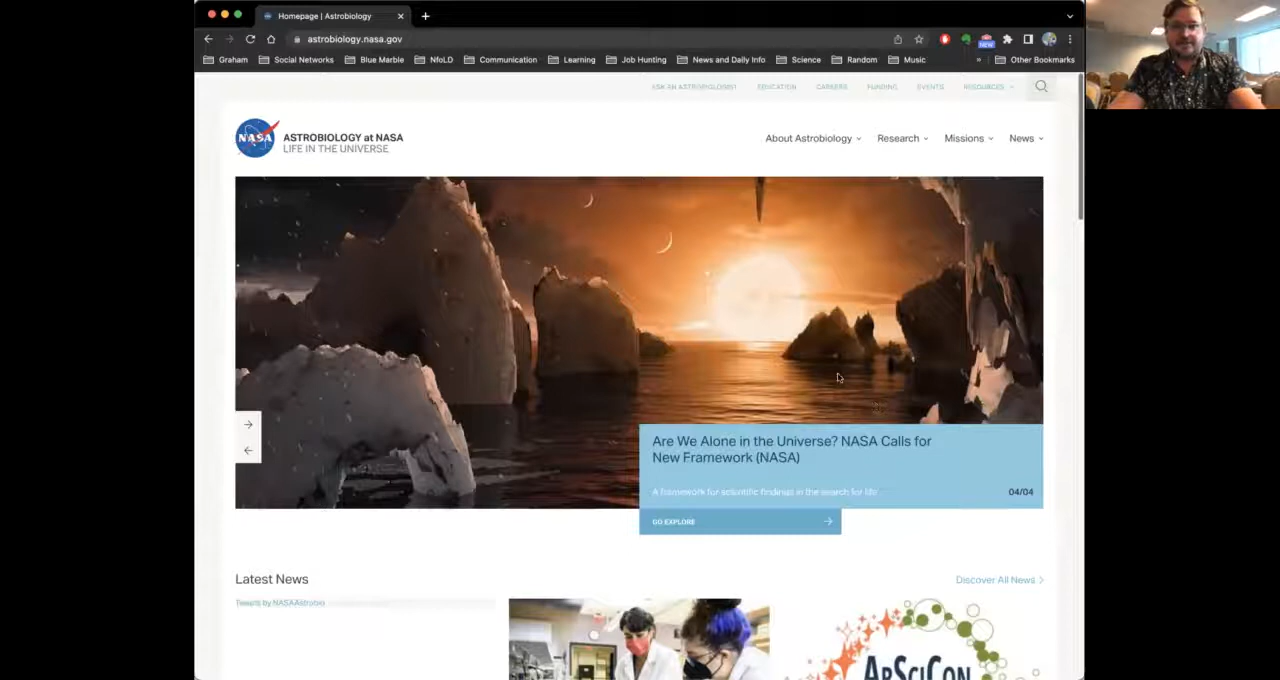 Homepage | Astrobiology
astrobiology.nasa.gov
NEW
Graham Social Networks Blue Marble NfoLD Communication Learning Job Hunting News and Daily Info Science Random Music » Other Bookmarks
ASK AN ASTROBIOLOGIST EDUCATION CAREERS FUNDING EVENTS RESOURCES
NASA
ASTROBIOLOGY at NASA
LIFE IN THE UNIVERSE
About Astrobiology Research Missions News
Are We Alone in the Universe? NASA Calls for
New Framework (NASA)
A framework for scientific findings in the search for life
04/04
GO EXPLORE
Latest News
Discover All News
Tweets by NASAAstrobio
AbSciCon